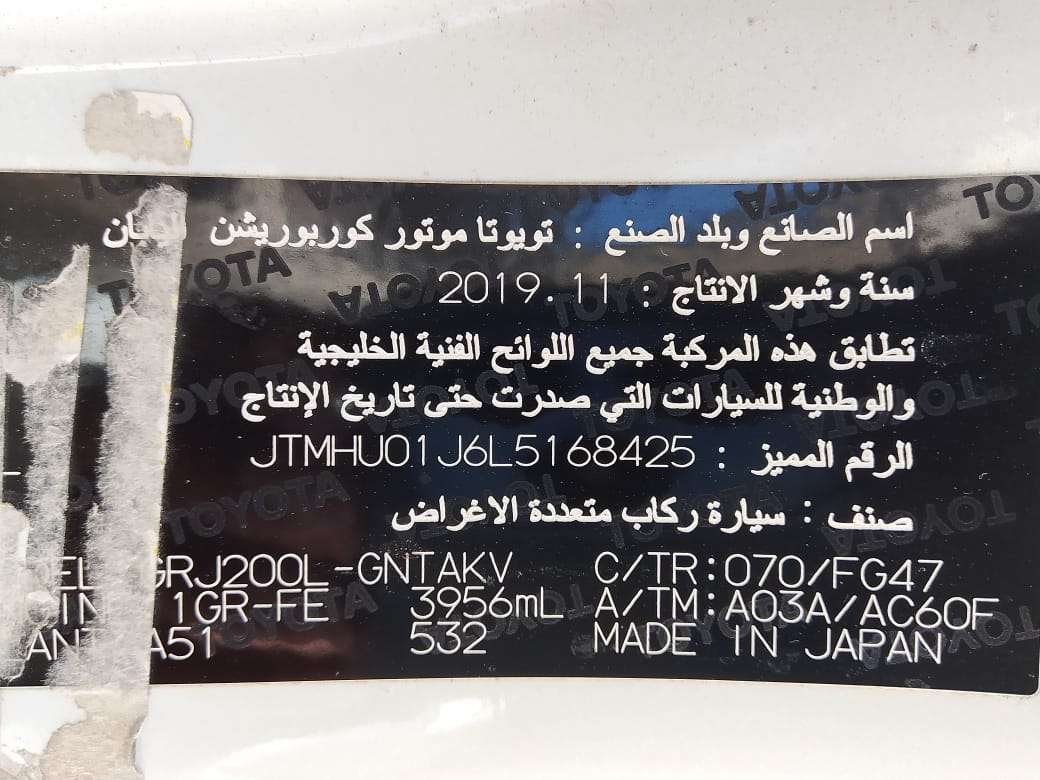 اسم الصانع وبلد الصنع : تويوتا موتور كوربوريشن اليابان
سنة وشهر الانتاج : 2019.11
تطابق هذه المركبة جميع اللوائح الفنية الخليجية
والوطنية للسيارات التي صدرت حتى تاريخ الإنتاج
الرقم المميز : JTMHU01J6L5168425
صنف : سيارة ركاب متعددة الاغراض
GRJ200L-GNTAKV C/TR:070/FG47
1GR-FE 3956mL A/TM:A03A/AC60F
A51 532 MADE IN JAPAN